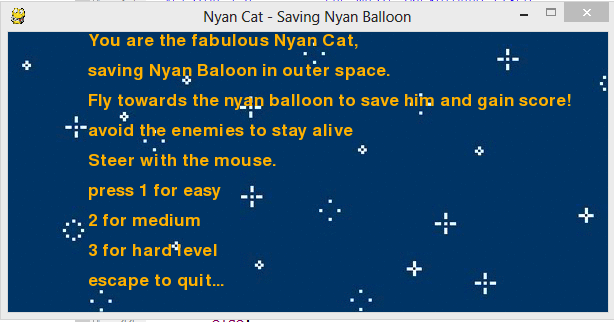 Nyan Cat - Saving Nyan Balloon
You are the fabulous Nyan Cat,
saving Nyan Baloon in outer space.
Fly towards the nyan balloon to save him and gain score!
avoid the enemies to stay alive
Steer with the mouse.
press 1 for easy
2 for medium
3 for hard level
escape to quit...